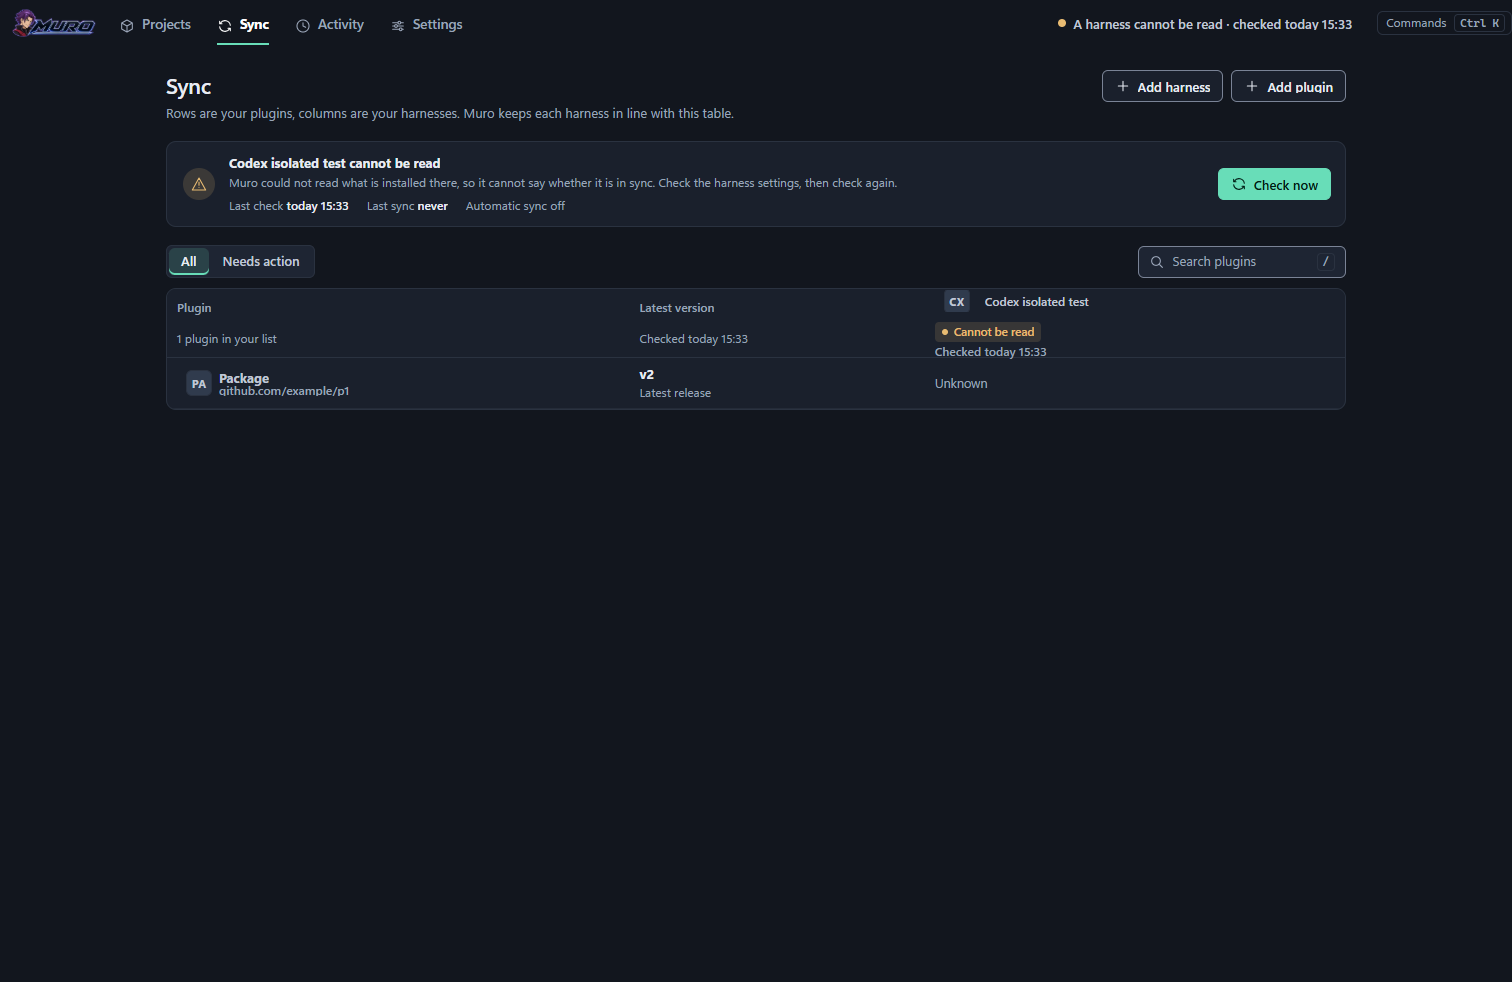 MURO
Projects
Sync
Activity
Settings
A harness cannot be read · checked today 15:33
Commands Ctrl K
Sync
Add harness
Add plugin
Rows are your plugins, columns are your harnesses. Muro keeps each harness in line with this table.
Codex isolated test cannot be read
Muro could not read what is installed there, so it cannot say whether it is in sync. Check the harness settings, then check again.
Last check today 15:33 Last sync never Automatic sync off
Check now
All
Needs action
Search plugins /
Plugin
1 plugin in your list
Latest version
Checked today 15:33
CX Codex isolated test
Cannot be read
Checked today 15:33
PA
Package
github.com/example/p1
v2
Latest release
Unknown